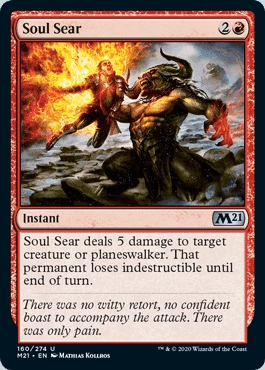 Soul Sear 2
Instant M21
Soul Sear deals 5 damage to target
creature or planeswalker. That
permanent loses indestructible until
end of turn.
There was no witty retort, no confident
boast to accompany the attack. There
was only pain.
160/274 U
M21 • EN Mathias Kollros ™ & © 2020 Wizards of the Coast